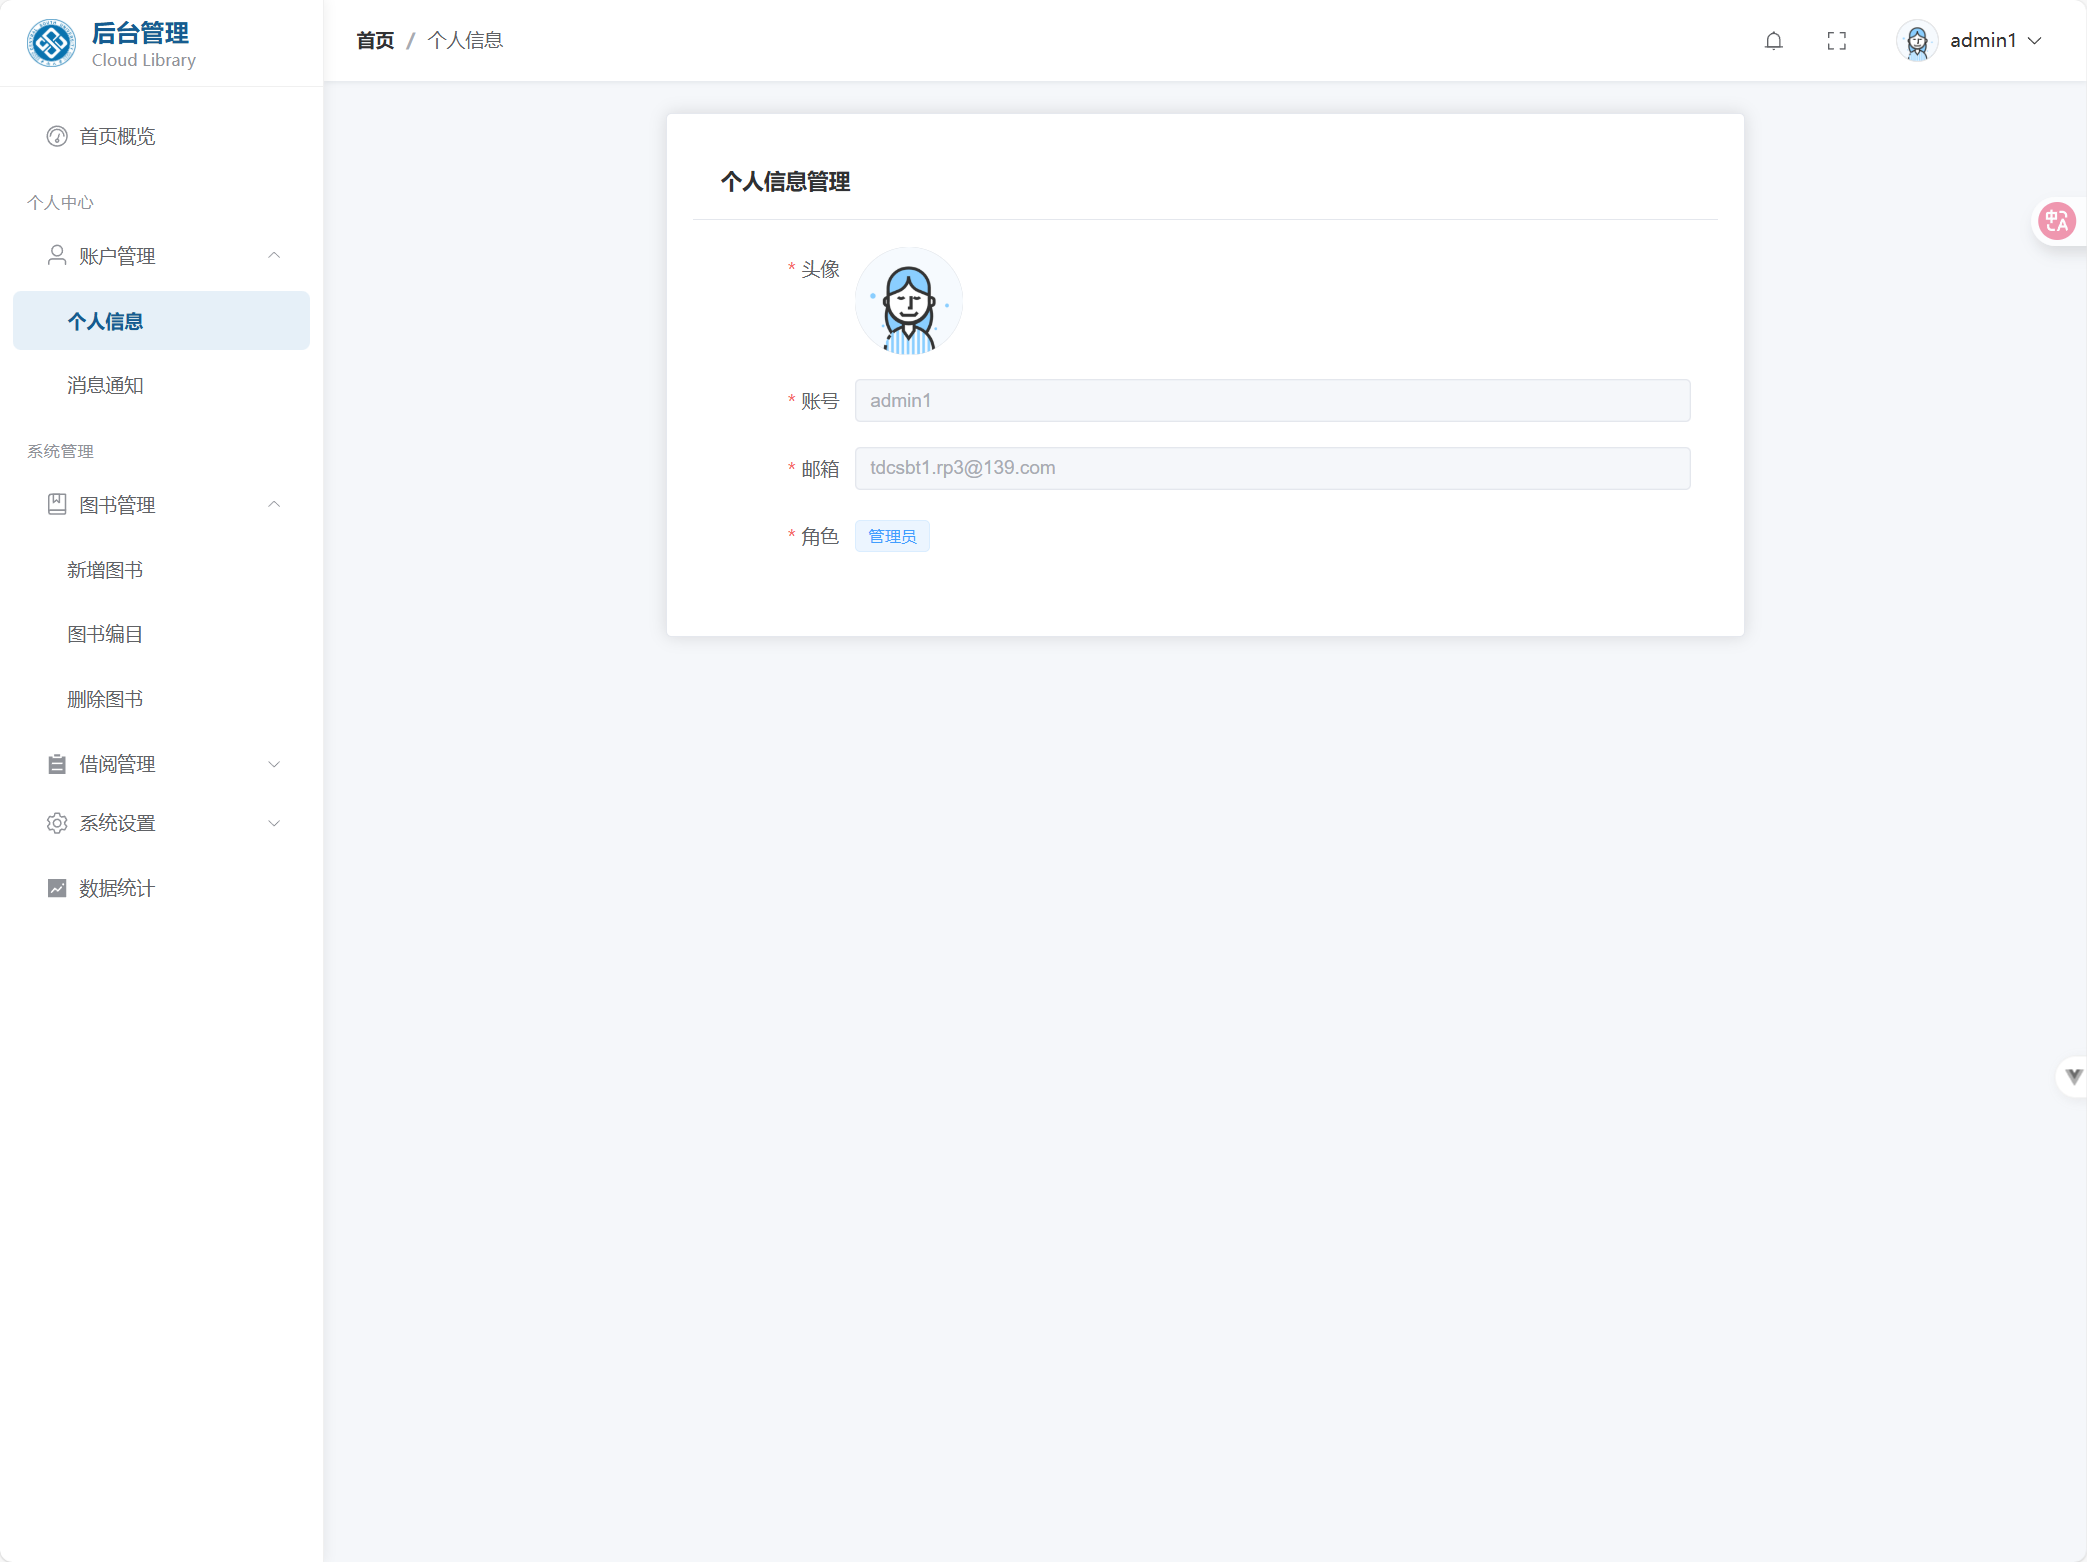 后台管理
Cloud Library
首页 / 个人信息
admin1
首页概览
个人中心
账户管理
个人信息
消息通知
系统管理
图书管理
新增图书
图书编目
删除图书
借阅管理
系统设置
数据统计
个人信息管理
* 头像
* 账号 admin1
* 邮箱 tdcsbt1.rp3@139.com
* 角色 管理员
中A